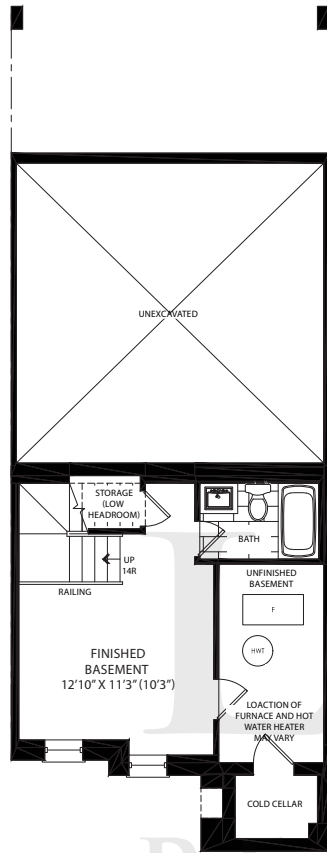 UNEXCAVATED
STORAGE
(LOW
HEADROOM)
BATH
UP
14R
RAILING
UNFINISHED
BASEMENT
F
HWT
FINISHED
BASEMENT
12'10" X 11'3" (10'3")
LOACTION OF
FURNACE AND HOT
WATER HEATER
MAY VARY
COLD CELLAR